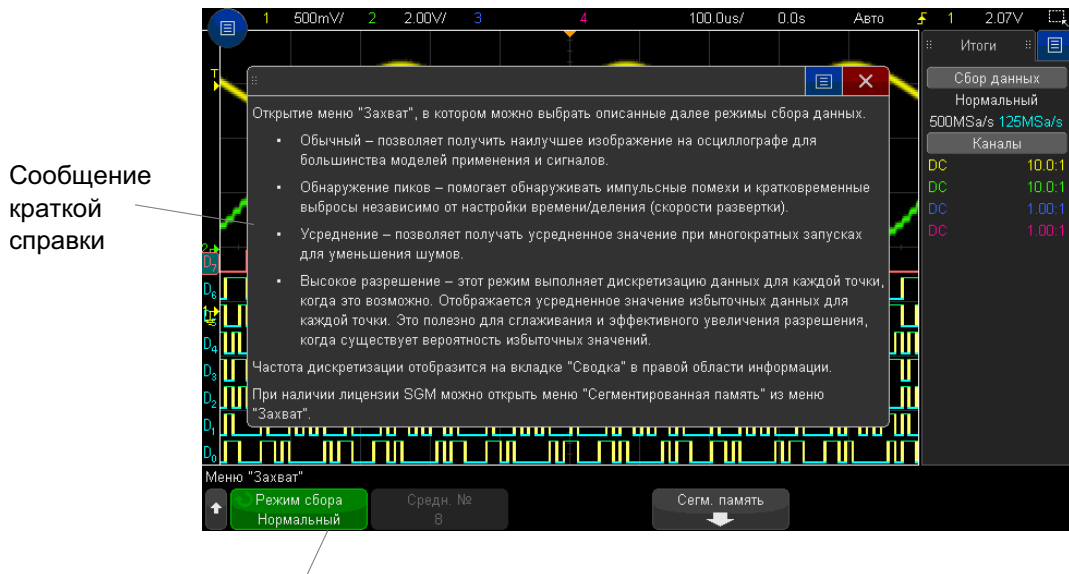 1 500mV/ 2 2.00V/ 3 4 100.0us/ 0.0s Авто 1 2.07V
Итоги
Сбор данных
Нормальный
500MSa/s 125MSa/s
Каналы
DC 10.0:1
DC 10.0:1
DC 1.00:1
DC 1.00:1
Сообщение
краткой
справки
Открытие меню "Захват", в котором можно выбрать описанные далее режимы сбора данных.
• Обычный – позволяет получить наилучшее изображение на осциллографе для
большинства моделей применения и сигналов.
• Обнаружение пиков – помогает обнаруживать импульсные помехи и кратковременные
выбросы независимо от настройки времени/деления (скорости развертки).
• Усреднение – позволяет получать усредненное значение при многократных запусках
для уменьшения шумов.
• Высокое разрешение – этот режим выполняет дискретизацию данных для каждой точки,
когда это возможно. Отображается усредненное значение избыточных данных для
каждой точки. Это полезно для сглаживания и эффективного увеличения разрешения,
когда существует вероятность избыточных значений.
Частота дискретизации отобразится на вкладке "Сводка" в правой области информации.
При наличии лицензии SGM можно открыть меню "Сегментированная память" из меню
"Захват".
T
2
D7
D6
D4
D3
D2
D1
D0
Меню "Захват"
Режим сбора
Нормальный
Средн. №
8
Сегм. память